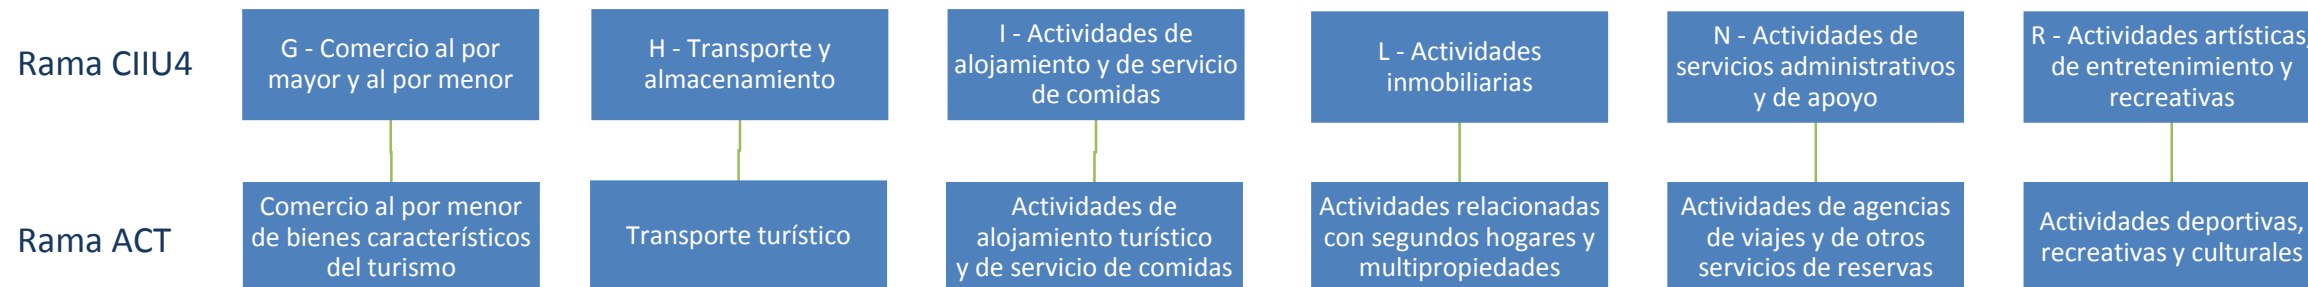 Rama CIIU4
G - Comercio al por
mayor y al por menor
H - Transporte y
almacenamiento
I - Actividades de
alojamiento y de servicio
de comidas
L - Actividades
inmobiliarias
N - Actividades de
servicios administrativos
y de apoyo
R - Actividades artísticas,
de entretenimiento y
recreativas
Rama ACT
Comercio al por menor
de bienes característicos
del turismo
Transporte turístico
Actividades de
alojamiento turístico
y de servicio de comidas
Actividades relacionadas
con segundos hogares y
multipropiedades
Actividades de agencias
de viajes y de otros
servicios de reservas
Actividades deportivas,
recreativas y culturales